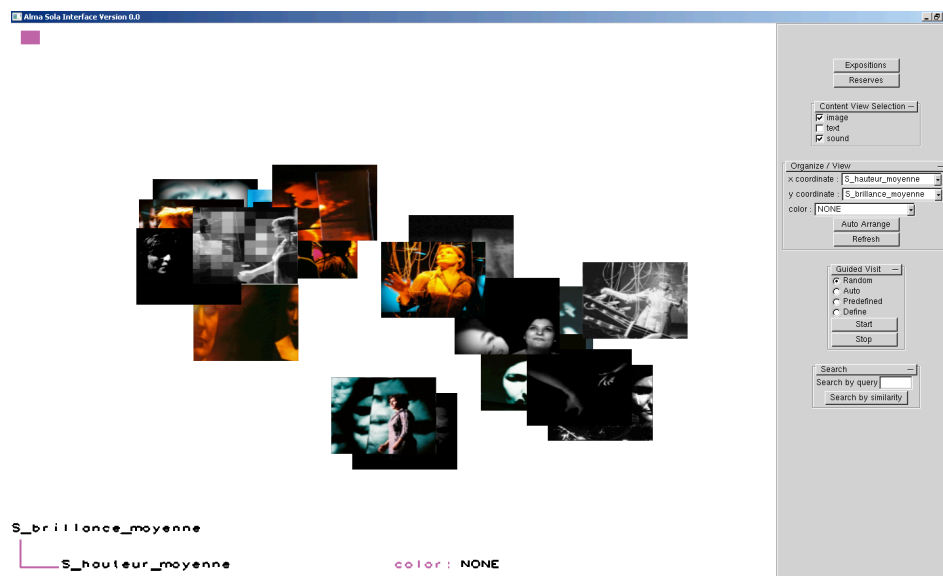 Alma Sola Interface Version 0.0
Expositions
Reserves
Content View Selection
image
text
sound
Organize / View
x coordinate : S_hauteur_moyenne
y coordinate : S_brillance_moyenne
color : NONE
Auto Arrange
Refresh
Guided Visit
Random
Auto
Predefined
Define
Start
Stop
Search
Search by query
Search by similarity
S_brillance_moyenne
S_hauteur_moyenne
color: NONE